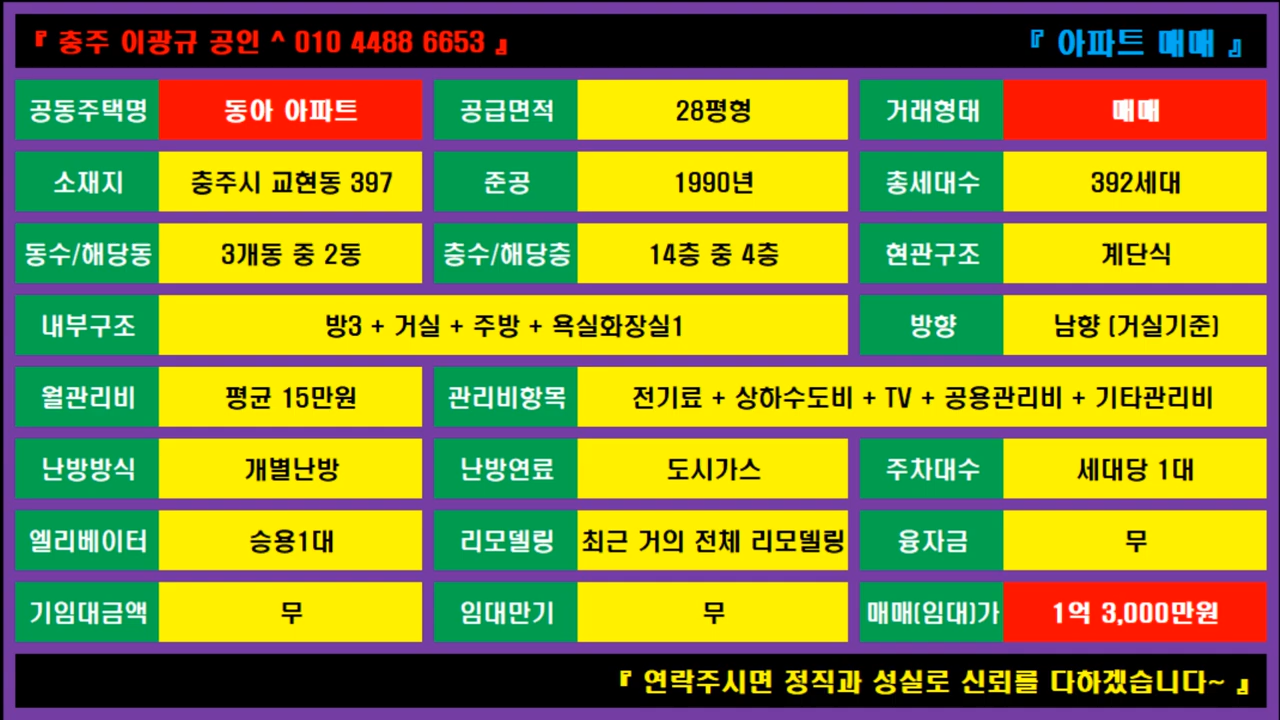 『 충주 이광규 공인 ^ 010 4488 6653 』 『 아파트 매매 』
공동주택명 동아 아파트 공급면적 28평형 거래형태 매매
소재지 충주시 교현동 397 준공 1990년 총세대수 392세대
동수/해당동 3개동 중 2동 층수/해당층 14층 중 4층 현관구조 계단식
내부구조 방3 + 거실 + 주방 + 욕실화장실1 방향 남향 (거실기준)
월관리비 평균 15만원 관리비항목 전기료 + 상하수도비 + TV + 공용관리비 + 기타관리비
난방방식 개별난방 난방연료 도시가스 주차대수 세대당 1대
엘리베이터 승용1대 리모델링 최근 거의 전체 리모델링 융자금 무
기임대금액 무 임대만기 무 매매(임대)가 1억 3,000만원
『 연락주시면 정직과 성실로 신뢰를 다하겠습니다~ 』